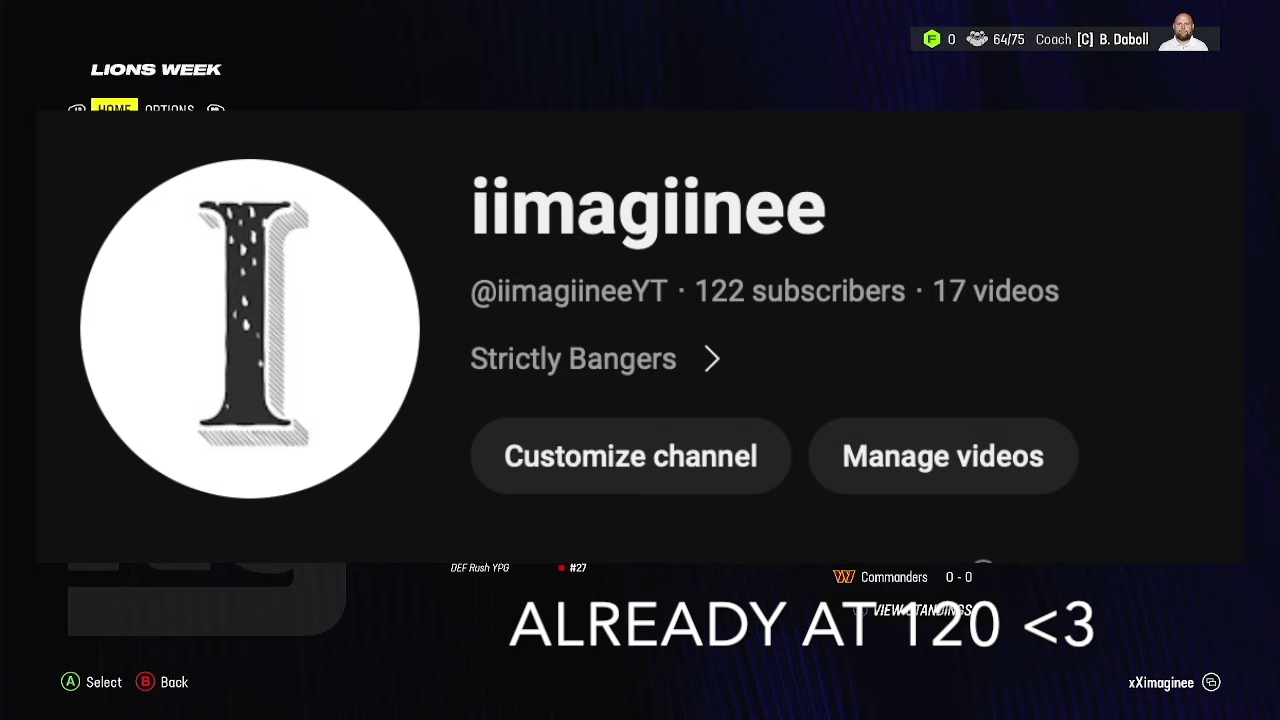 LIONS WEEK
F 0 64/75 Coach [C] B. Daboll
HOME OPTIONS
I
iimagiinee
@iimagiineeYT · 122 subscribers · 17 videos
Strictly Bangers
Customize channel Manage videos
DEF Rush YPG #27
Commanders 0 - 0
VIEW STANDINGS
ALREADY AT 120 <3
A Select B Back
xXimaginee